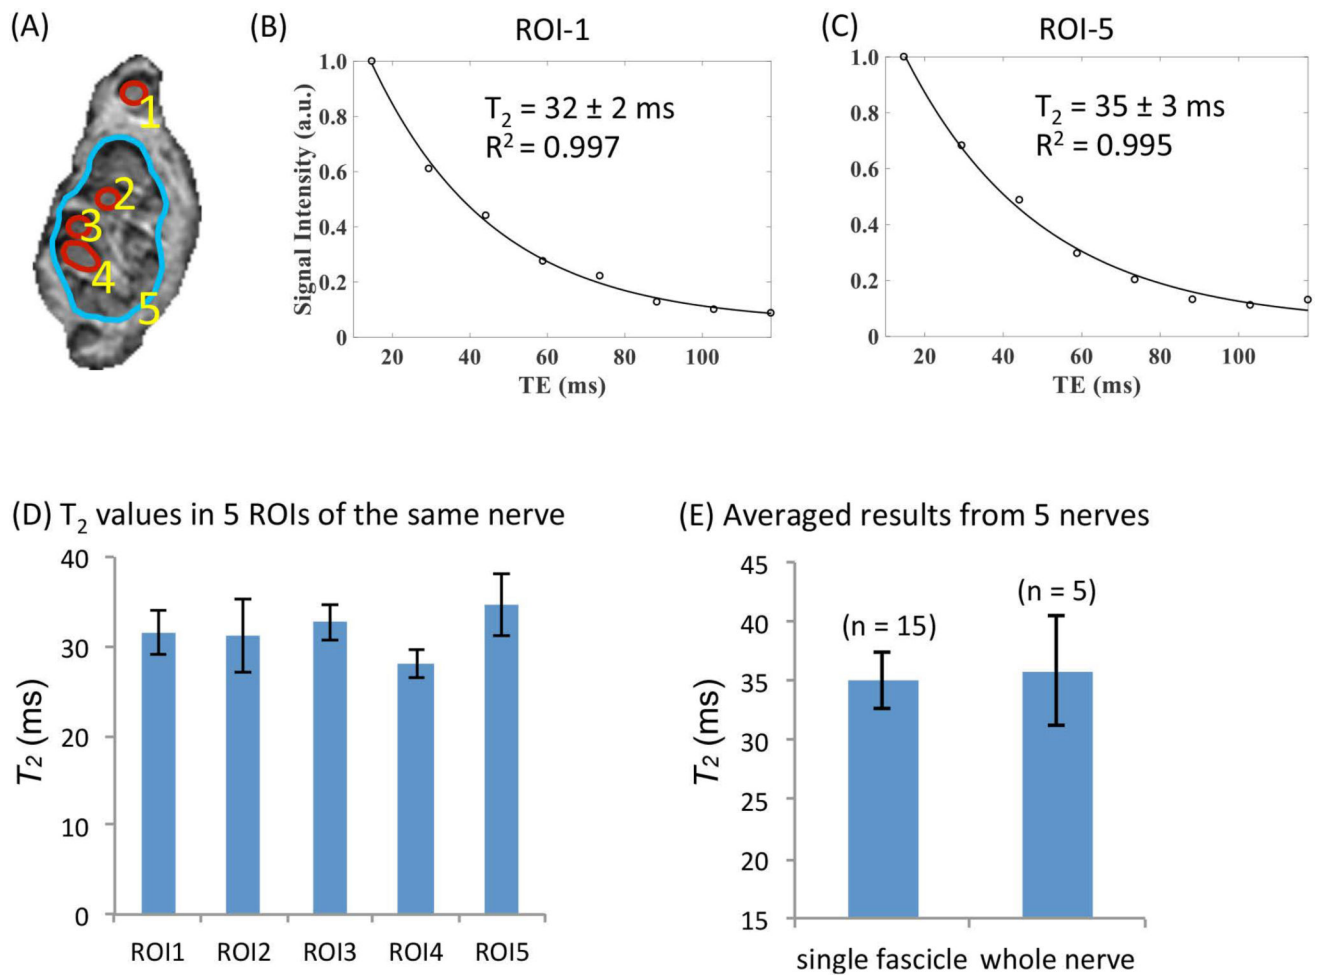 (A)
1
2
3
4
5
(B) ROI-1
T2 = 32 ± 2 ms
R2 = 0.997
Signal Intensity (a.u.)
1.0
0.8
0.6
0.4
0.2
0
20 40 60 80 100
TE (ms)
(C) ROI-5
T2 = 35 ± 3 ms
R2 = 0.995
1.0
0.8
0.6
0.4
0.2
0
20 40 60 80 100
TE (ms)
(D) T2 values in 5 ROIs of the same nerve
T2 (ms)
40
30
20
10
0
ROI1 ROI2 ROI3 ROI4 ROI5
(E) Averaged results from 5 nerves
T2 (ms)
45
40
35
30
25
20
15
(n = 15)
(n = 5)
single fascicle whole nerve